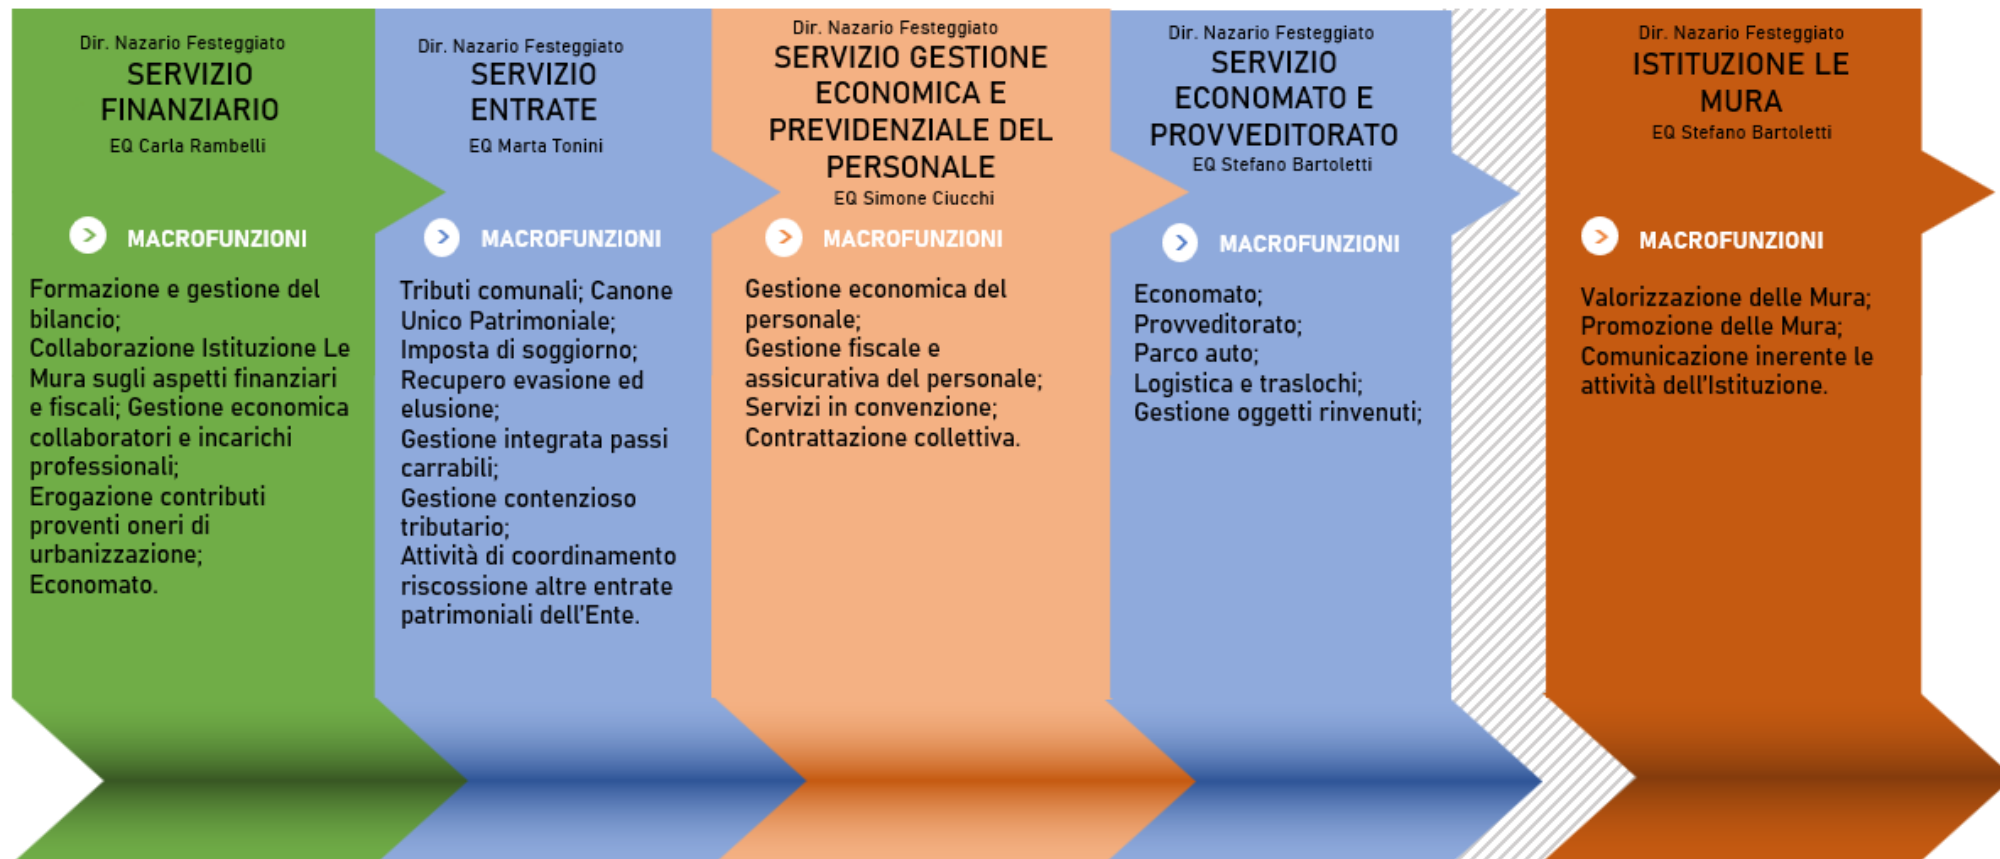 Dir. Nazario Festeggiato
SERVIZIO
FINANZIARIO
EQ Carla Rambelli
MACROFUNZIONI
Formazione e gestione del
bilancio;
Collaborazione Istituzione Le
Mura sugli aspetti finanziari
e fiscali; Gestione economica
collaboratori e incarichi
professionali;
Erogazione contributi
proventi oneri di
urbanizzazione;
Economato.
Dir. Nazario Festeggiato
SERVIZIO
ENTRATE
EQ Marta Tonini
MACROFUNZIONI
Tributi comunali; Canone
Unico Patrimoniale;
Imposta di soggiorno;
Recupero evasione ed
elusione;
Gestione integrata passi
carrabili;
Gestione contenzioso
tributario;
Attività di coordinamento
riscossione altre entrate
patrimoniali dell'Ente.
Dir. Nazario Festeggiato
SERVIZIO GESTIONE
ECONOMICA E
PREVIDENZIALE DEL
PERSONALE
EQ Simone Ciucchi
MACROFUNZIONI
Gestione economica del
personale;
Gestione fiscale e
assicurativa del personale;
Servizi in convenzione;
Contrattazione collettiva.
Dir. Nazario Festeggiato
SERVIZIO
ECONOMATO E
PROVVEDITORATO
EQ Stefano Bartoletti
MACROFUNZIONI
Economato;
Provveditorato;
Parco auto;
Logistica e traslochi;
Gestione oggetti rinvenuti;
Dir. Nazario Festeggiato
ISTITUZIONE LE
MURA
EQ Stefano Bartoletti
MACROFUNZIONI
Valorizzazione delle Mura;
Promozione delle Mura;
Comunicazione inerente le
attività dell'Istituzione.